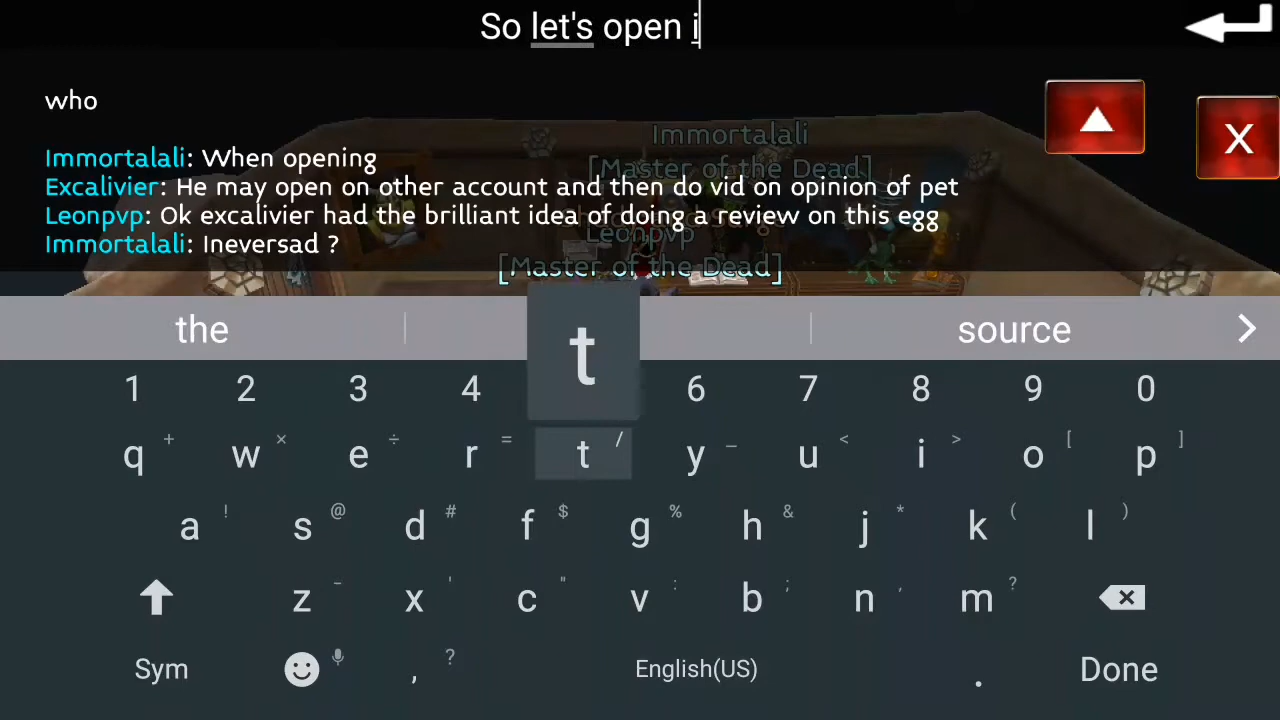 So let's open i
who
X
Immortalali
Immortalali: When opening
[Master of the Dead]
Excalivier: He may open on other account and then do vid on opinion of pet
Leonpvp: Ok excalivier had the brilliant idea of doing a review on this egg
Leonpvp
Immortalali: Ineversad ?
[Master of the Dead]
the source
t
1 2 3 4 6 7 8 9 0
q + w × e ÷ r = t / y _ u < i > o [ p ]
a ! s @ d # f $ g % h & j * k ( l )
z - x ' c " v : b ; n , m ?
Sym , ? English(US) . Done